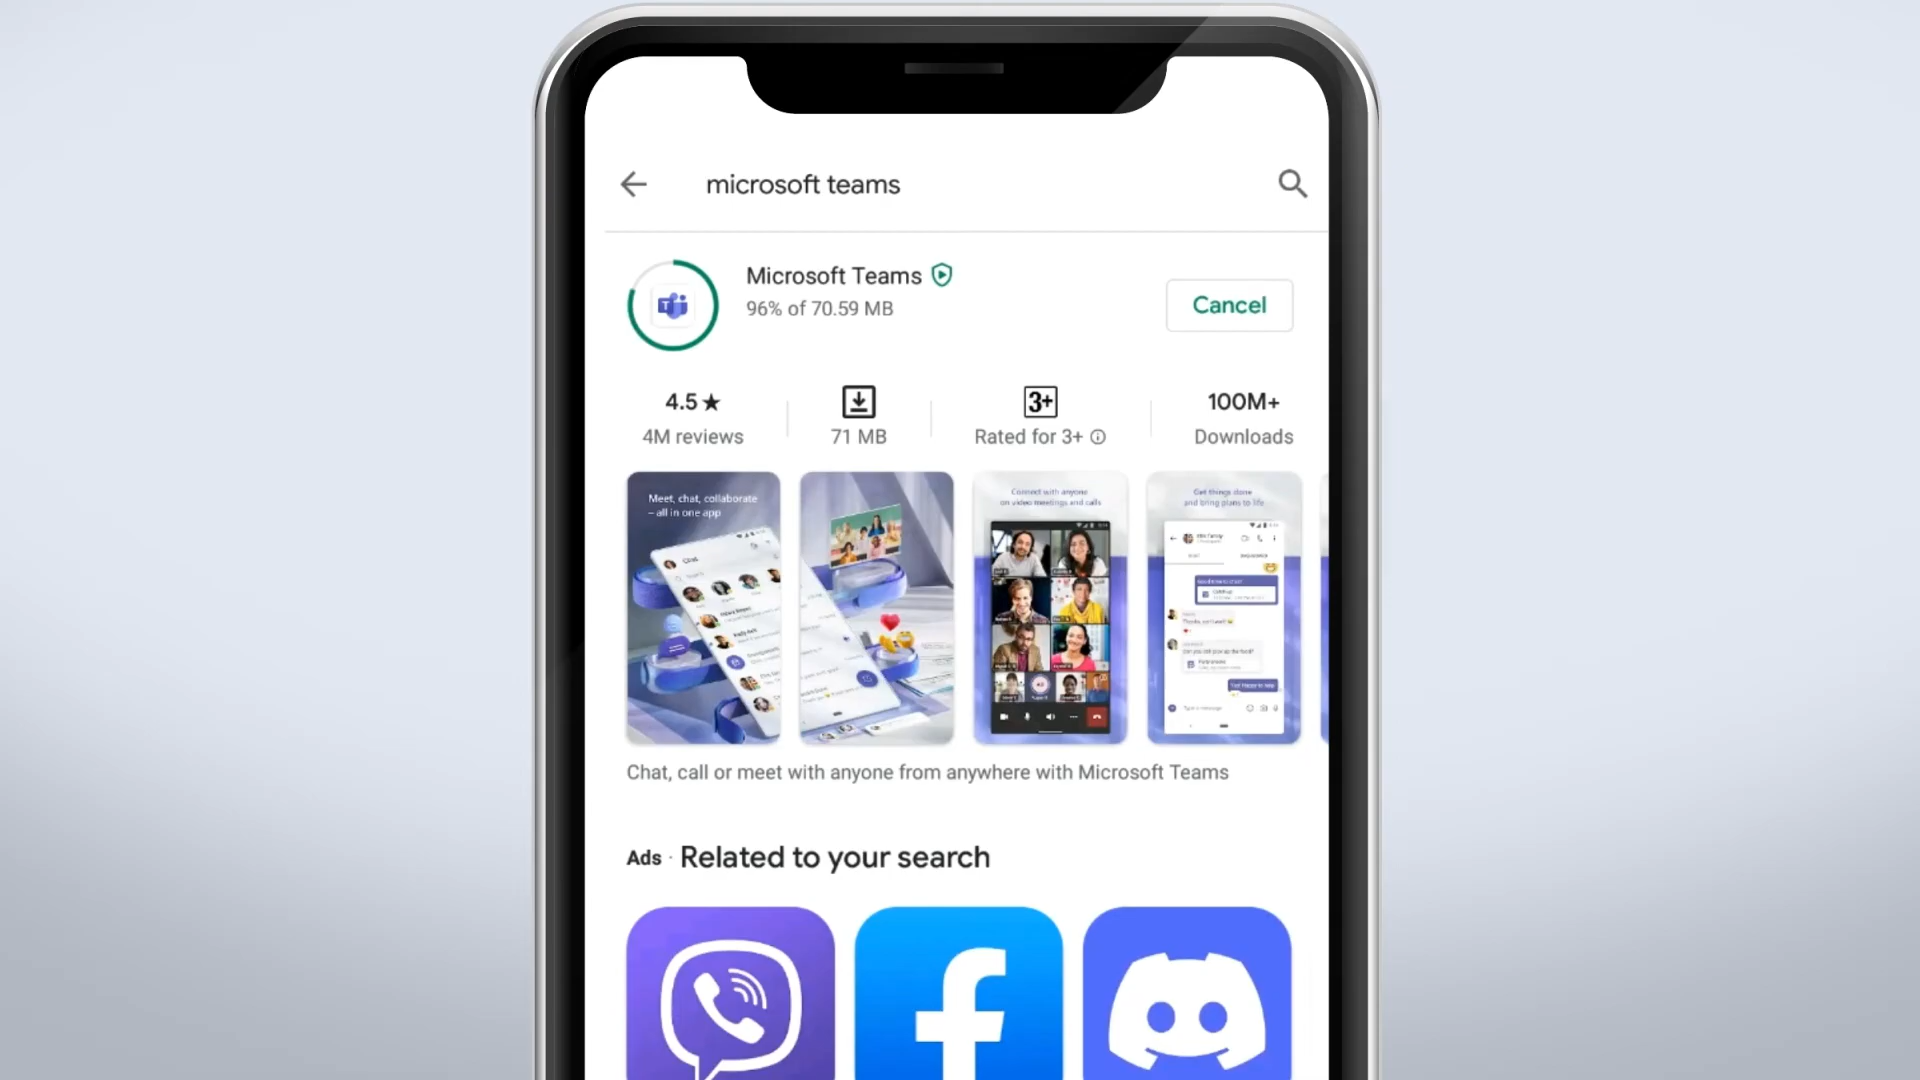 microsoft teams
Microsoft Teams
96% of 70.59 MB
Cancel
4.5★
4M reviews
71 MB
3+
Rated for 3+
100M+
Downloads
Meet, chat, collaborate
– all in one app
Chat
Connect with anyone
on video meetings and calls
Get things done
and bring plans to life
Chat, call or meet with anyone from anywhere with Microsoft Teams
Ads · Related to your search